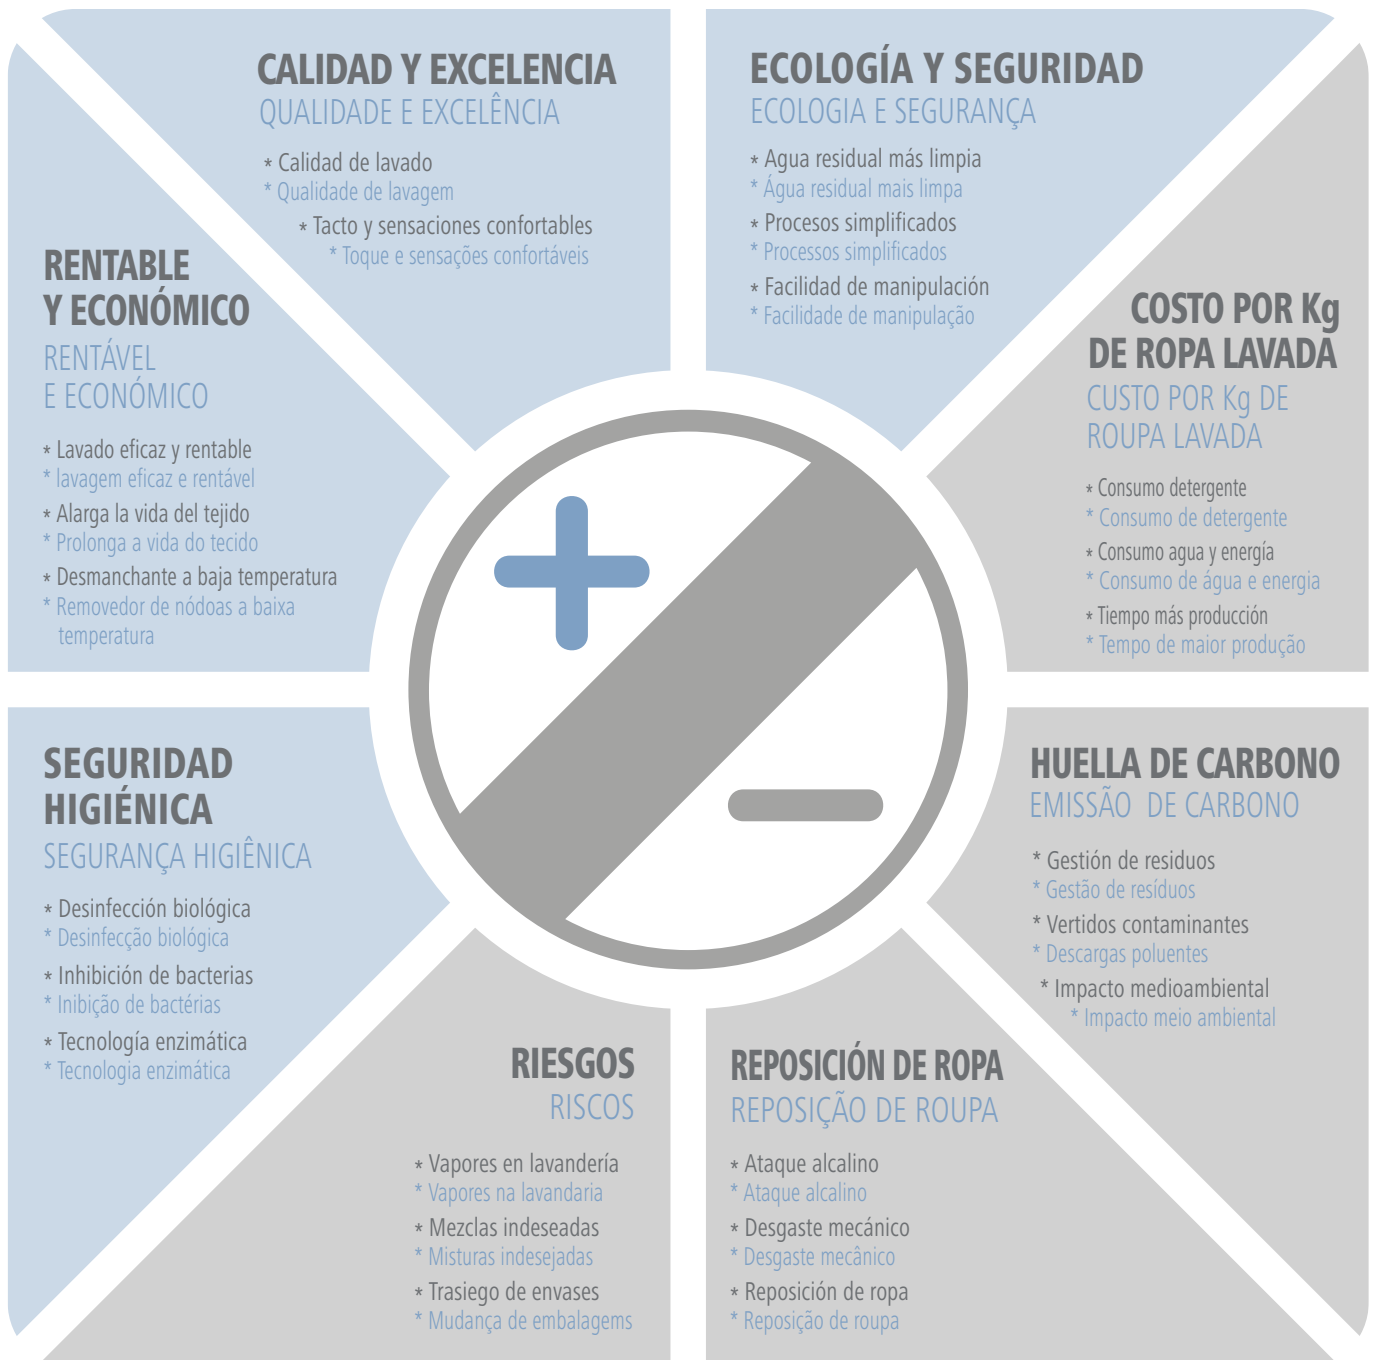 CALIDAD Y EXCELENCIA
QUALIDADE E EXCELÊNCIA
* Calidad de lavado
* Qualidade de lavagem
* Tacto y sensaciones confortables
* Toque e sensações confortáveis
ECOLOGÍA Y SEGURIDAD
ECOLOGIA E SEGURANÇA
* Agua residual más limpia
* Água residual mais limpa
* Procesos simplificados
* Processos simplificados
* Facilidad de manipulación
* Facilidade de manipulação
RENTABLE
Y ECONÓMICO
RENTÁVEL
E ECONÓMICO
* Lavado eficaz y rentable
* lavagem eficaz e rentável
* Alarga la vida del tejido
* Prolonga a vida do tecido
* Desmanchante a baja temperatura
* Removedor de nódoas a baixa
temperatura
COSTO POR Kg
DE ROPA LAVADA
CUSTO POR Kg DE
ROUPA LAVADA
* Consumo detergente
* Consumo de detergente
* Consumo agua y energía
* Consumo de água e energia
* Tiempo más producción
* Tempo de maior produção
SEGURIDAD
HIGIÉNICA
SEGURANÇA HIGIÊNICA
* Desinfección biológica
* Desinfecção biológica
* Inhibición de bacterias
* Inibição de bactérias
* Tecnología enzimática
* Tecnologia enzimática
HUELLA DE CARBONO
EMISSÃO DE CARBONO
* Gestión de residuos
* Gestão de resíduos
* Vertidos contaminantes
* Descargas poluentes
* Impacto medioambiental
* Impacto meio ambiental
RIESGOS
RISCOS
* Vapores en lavandería
* Vapores na lavandaria
* Mezclas indeseadas
* Misturas indesejadas
* Trasiego de envases
* Mudança de embalagems
REPOSICIÓN DE ROPA
REPOSIÇÃO DE ROUPA
* Ataque alcalino
* Ataque alcalino
* Desgaste mecánico
* Desgaste mecânico
* Reposición de ropa
* Reposição de roupa